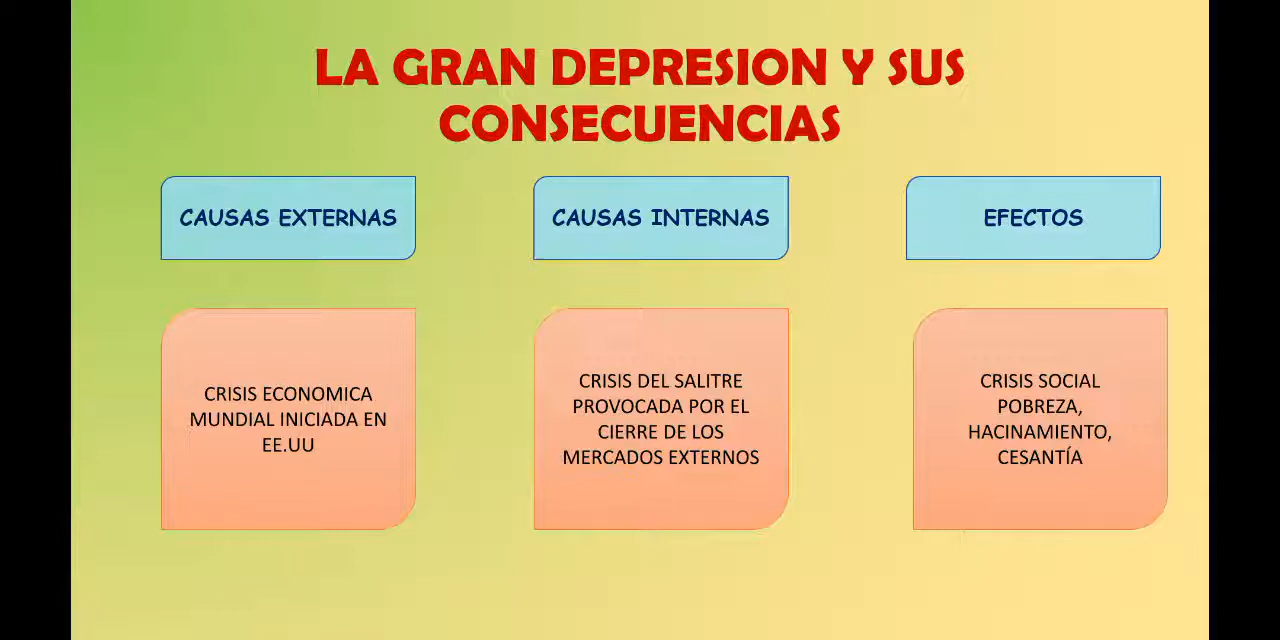 LA GRAN DEPRESION Y SUS
CONSECUENCIAS
CAUSAS EXTERNAS
CAUSAS INTERNAS
EFECTOS
CRISIS ECONOMICA
MUNDIAL INICIADA EN
EE.UU
CRISIS DEL SALITRE
PROVOCADA POR EL
CIERRE DE LOS
MERCADOS EXTERNOS
CRISIS SOCIAL
POBREZA,
HACINAMIENTO,
CESANTÍA